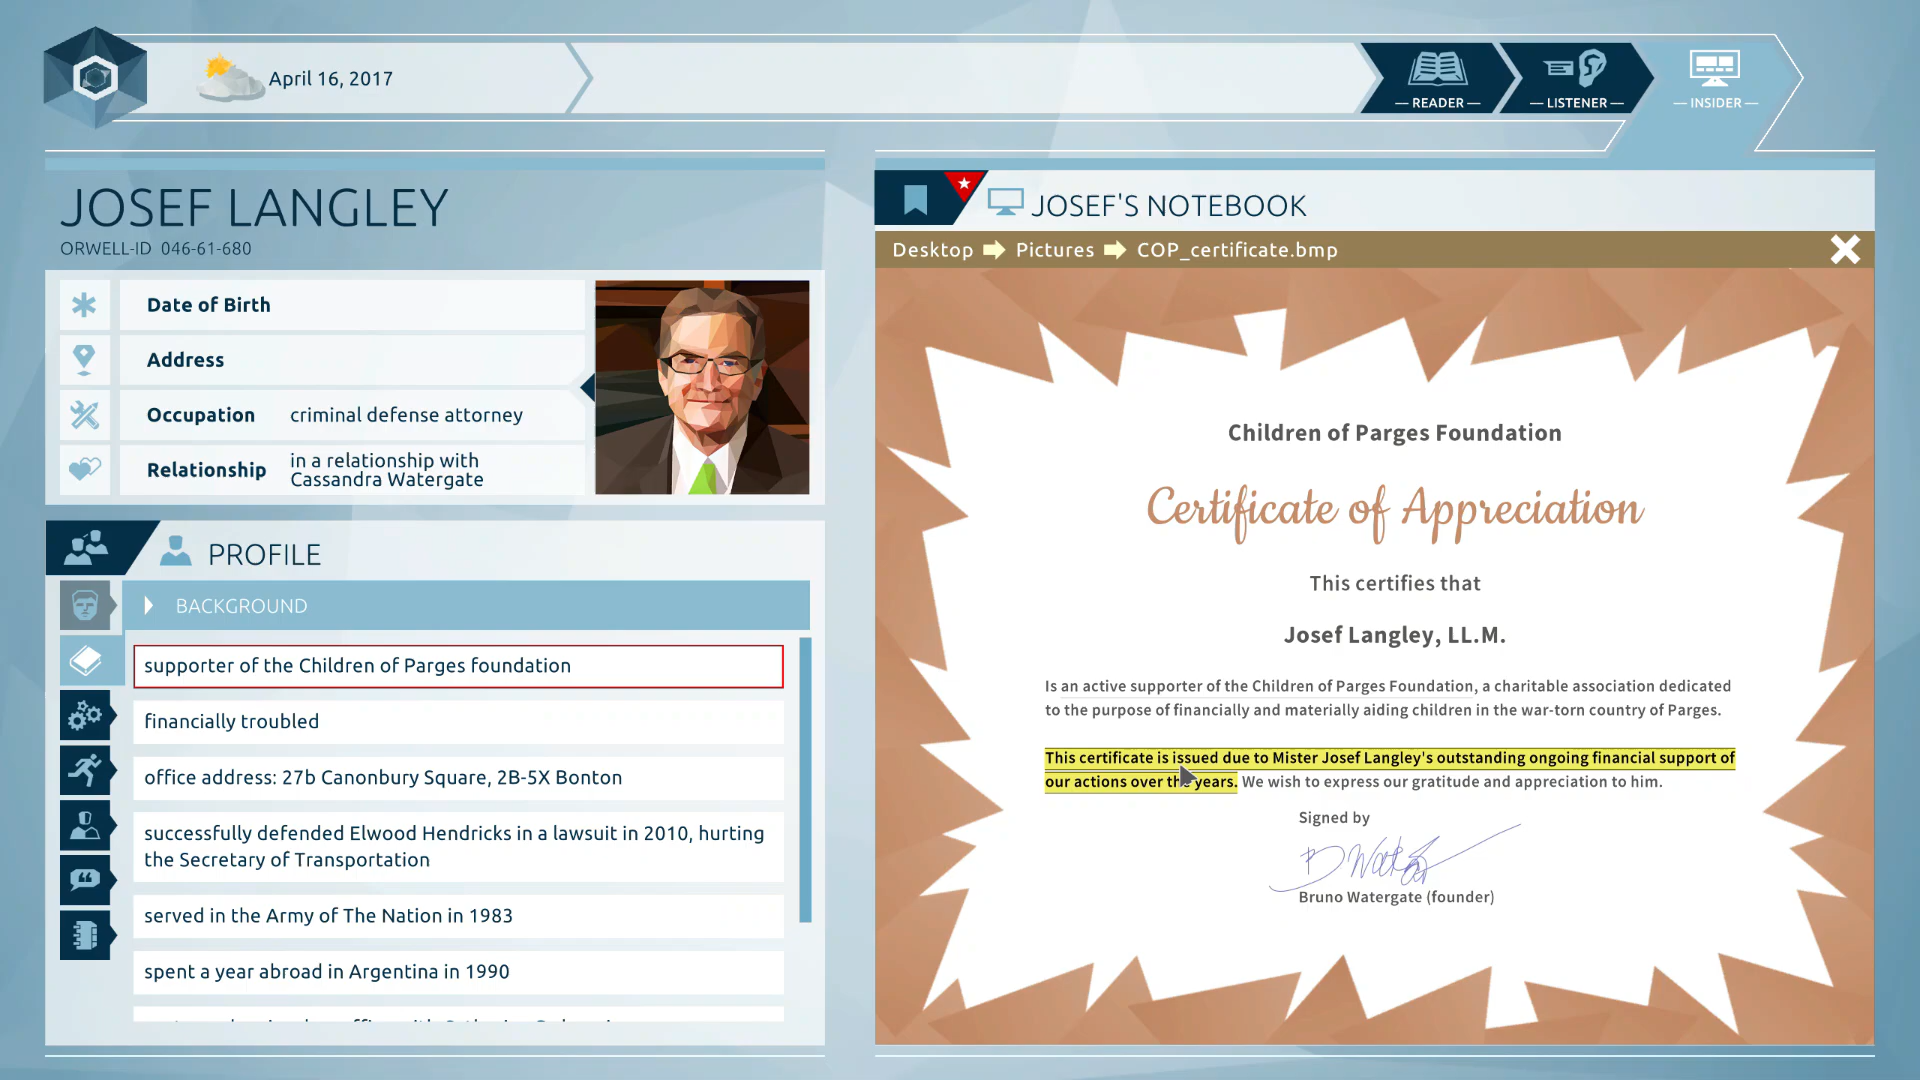 April 16, 2017
— READER —
— LISTENER —
— INSIDER —
JOSEF LANGLEY
ORWELL-ID 046-61-680
Date of Birth
Address
Occupation criminal defense attorney
Relationship in a relationship with
Cassandra Watergate
PROFILE
BACKGROUND
supporter of the Children of Parges foundation
financially troubled
office address: 27b Canonbury Square, 2B-5X Bonton
successfully defended Elwood Hendricks in a lawsuit in 2010, hurting
the Secretary of Transportation
served in the Army of The Nation in 1983
spent a year abroad in Argentina in 1990
JOSEF'S NOTEBOOK
Desktop Pictures COP_certificate.bmp
Children of Parges Foundation
Certificate of Appreciation
This certifies that
Josef Langley, LL.M.
Is an active supporter of the Children of Parges Foundation, a charitable association dedicated
to the purpose of financially and materially aiding children in the war-torn country of Parges.
This certificate is issued due to Mister Josef Langley's outstanding ongoing financial support of
our actions over the years. We wish to express our gratitude and appreciation to him.
Signed by
Bruno Watergate (founder)